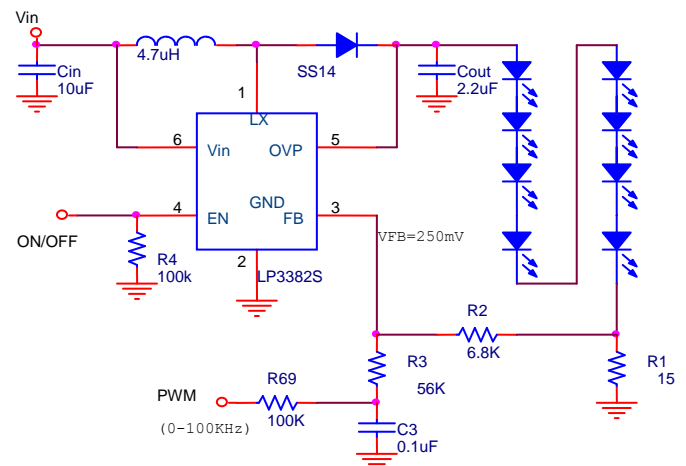 Vin
4.7uH
SS14
Cin
10uF
Cout
2.2uF
1
LX
6
Vin
OVP
5
4
EN
GND
FB
3
ON/OFF
R4
100k
2
LP3382S
VFB=250mV
R2
6.8K
R3
56K
R1
15
PWM
R69
100K
(0-100KHz)
C3
0.1uF